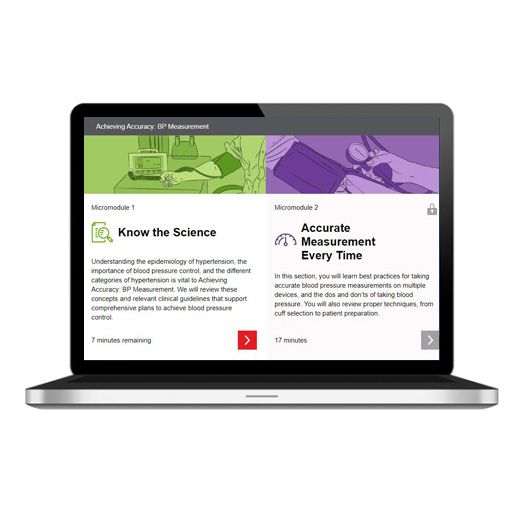 Achieving Accuracy: BP Measurement
Micromodule 1
Know the Science
Understanding the epidemiology of hypertension, the
importance of blood pressure control, and the different
categories of hypertension is vital to Achieving
Accuracy: BP Measurement. We will review these
concepts and relevant clinical guidelines that support
comprehensive plans to achieve blood pressure
control.
7 minutes remaining
Micromodule 2
Accurate
Measurement
Every Time
In this section, you will learn best practices for taking
accurate blood pressure measurements on multiple
devices, and the dos and don'ts of taking blood
pressure. You will also review proper techniques, from
cuff selection to patient preparation.
17 minutes